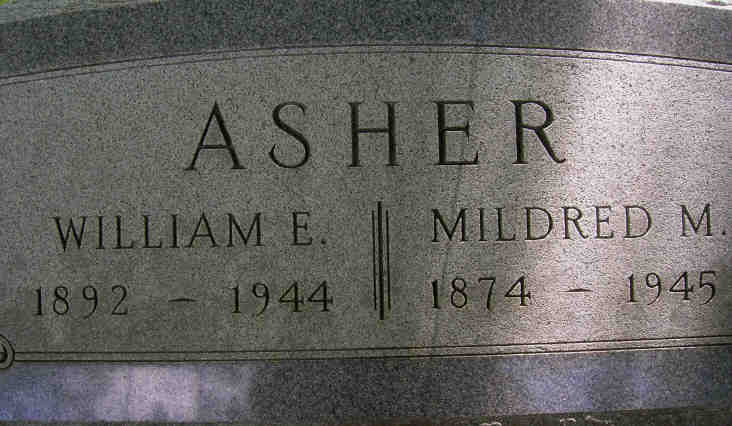 ASHER
WILLIAM E. MILDRED M.
1892 - 1944 1874 - 1945